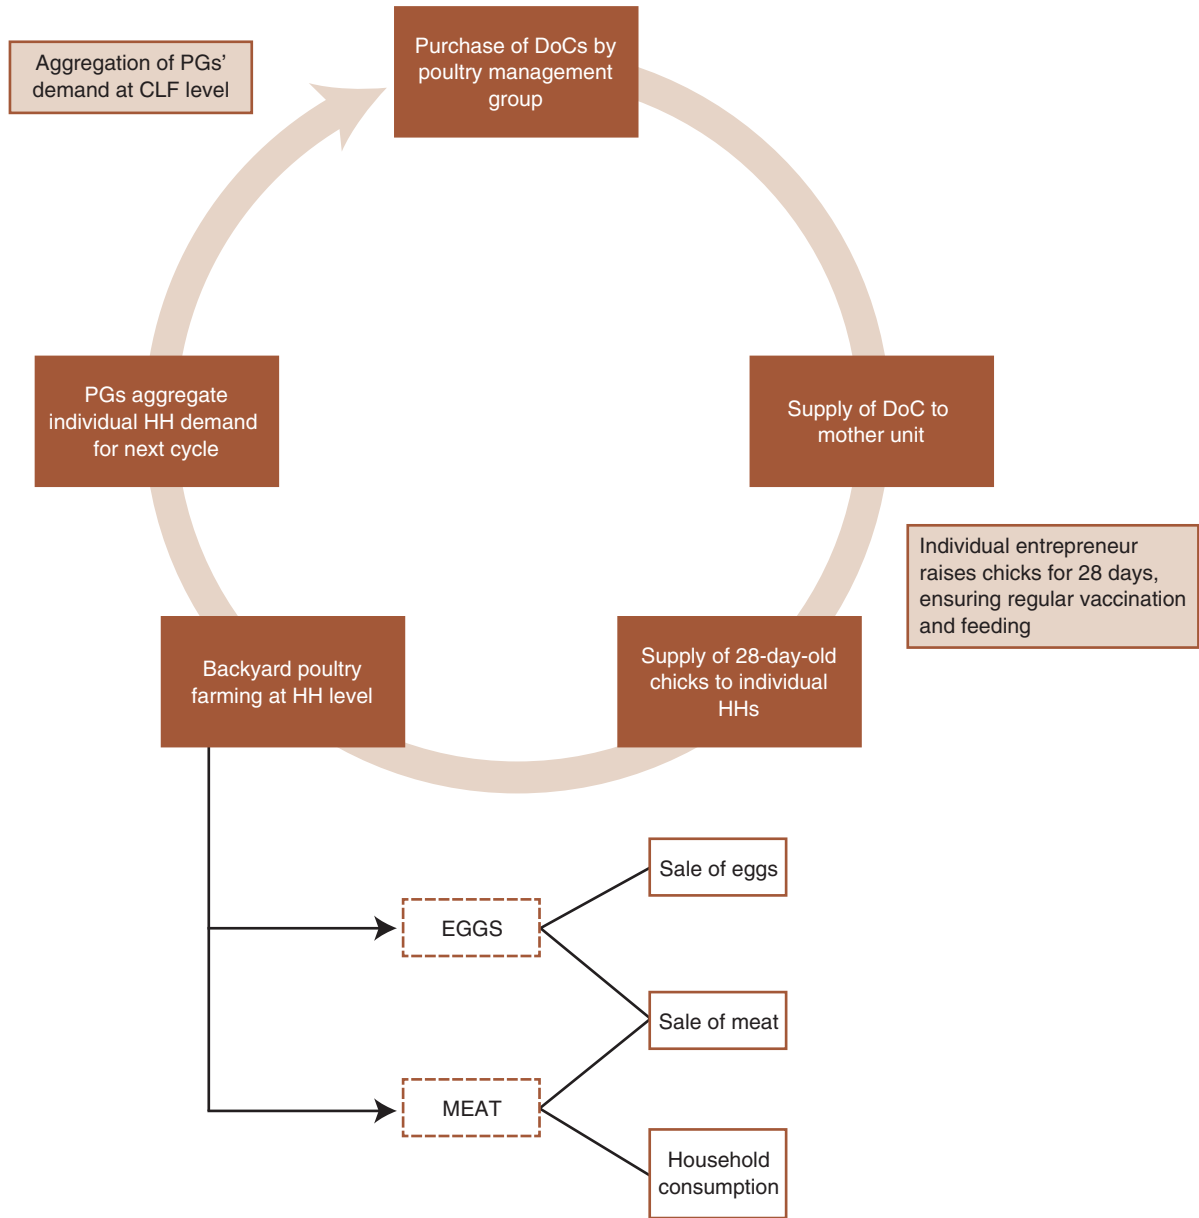 Purchase of DoCs by
poultry management
group
Aggregation of PGs’
demand at CLF level
PGs aggregate
individual HH demand
for next cycle
Supply of DoC to
mother unit
Individual entrepreneur
raises chicks for 28 days,
ensuring regular vaccination
and feeding
Backyard poultry
farming at HH level
Supply of 28-day-old
chicks to individual
HHs
Sale of eggs
EGGS
Sale of meat
MEAT
Household
consumption